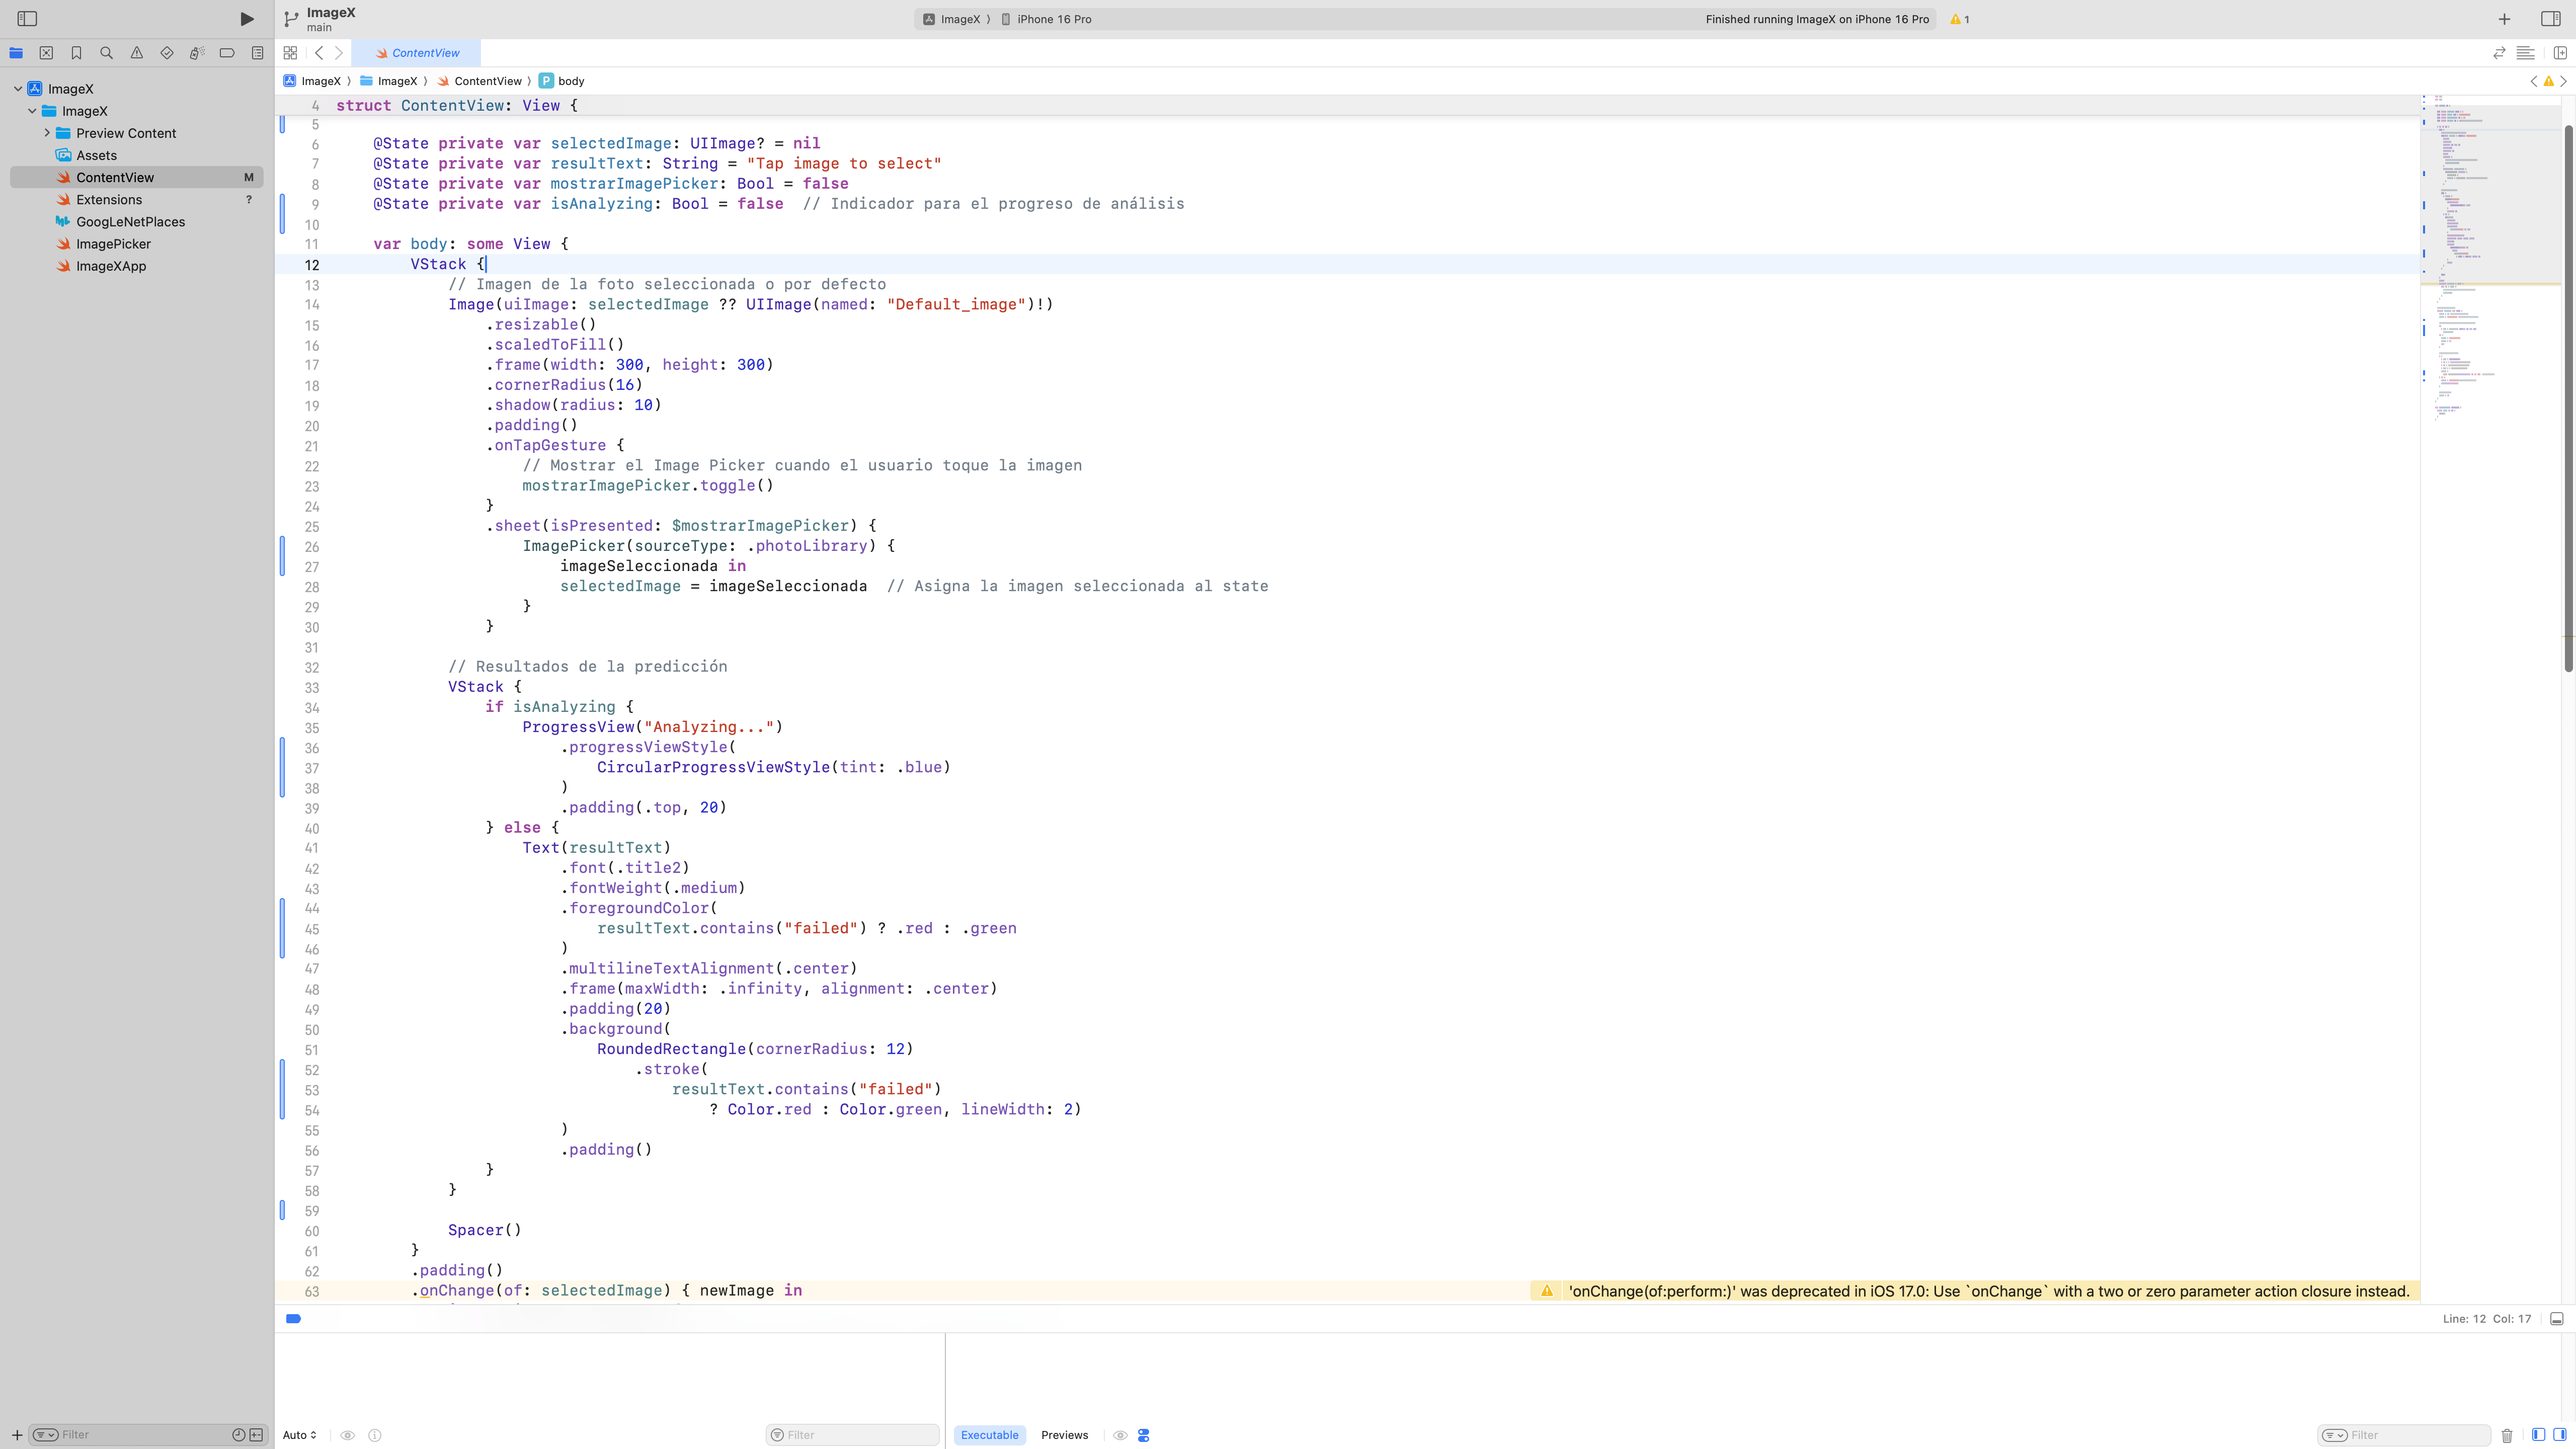 ImageX
main
ImageX 〉 iPhone 16 Pro
Finished running ImageX on iPhone 16 Pro
1
ContentView
ImageX 〉 ImageX 〉 ContentView 〉 P body
ImageX
ImageX
Preview Content
Assets
ContentView M
Extensions ?
GoogLeNetPlaces
ImagePicker
ImageXApp
4 struct ContentView: View {
5
6 @State private var selectedImage: UIImage? = nil
7 @State private var resultText: String = "Tap image to select"
8 @State private var mostrarImagePicker: Bool = false
9 @State private var isAnalyzing: Bool = false  // Indicador para el progreso de análisis
10
11 var body: some View {
12 VStack {
13 // Imagen de la foto seleccionada o por defecto
14 Image(uiImage: selectedImage ?? UIImage(named: "Default_image")!)
15 .resizable()
16 .scaledToFill()
17 .frame(width: 300, height: 300)
18 .cornerRadius(16)
19 .shadow(radius: 10)
20 .padding()
21 .onTapGesture {
22 // Mostrar el Image Picker cuando el usuario toque la imagen
23 mostrarImagePicker.toggle()
24 }
25 .sheet(isPresented: $mostrarImagePicker) {
26 ImagePicker(sourceType: .photoLibrary) {
27 imageSeleccionada in
28 selectedImage = imageSeleccionada  // Asigna la imagen seleccionada al state
29 }
30 }
31
32 // Resultados de la predicción
33 VStack {
34 if isAnalyzing {
35 ProgressView("Analyzing...")
36 .progressViewStyle(
37 CircularProgressViewStyle(tint: .blue)
38 )
39 .padding(.top, 20)
40 } else {
41 Text(resultText)
42 .font(.title2)
43 .fontWeight(.medium)
44 .foregroundColor(
45 resultText.contains("failed") ? .red : .green
46 )
47 .multilineTextAlignment(.center)
48 .frame(maxWidth: .infinity, alignment: .center)
49 .padding(20)
50 .background(
51 RoundedRectangle(cornerRadius: 12)
52 .stroke(
53 resultText.contains("failed")
54 ? Color.red : Color.green, lineWidth: 2)
55 )
56 .padding()
57 }
58 }
59
60 Spacer()
61 }
62 .padding()
63 .onChange(of: selectedImage) { newImage in
'onChange(of:perform:)' was deprecated in iOS 17.0: Use `onChange` with a two or zero parameter action closure instead.
Line: 12 Col: 17
Filter
Auto
Filter
Executable Previews
Filter